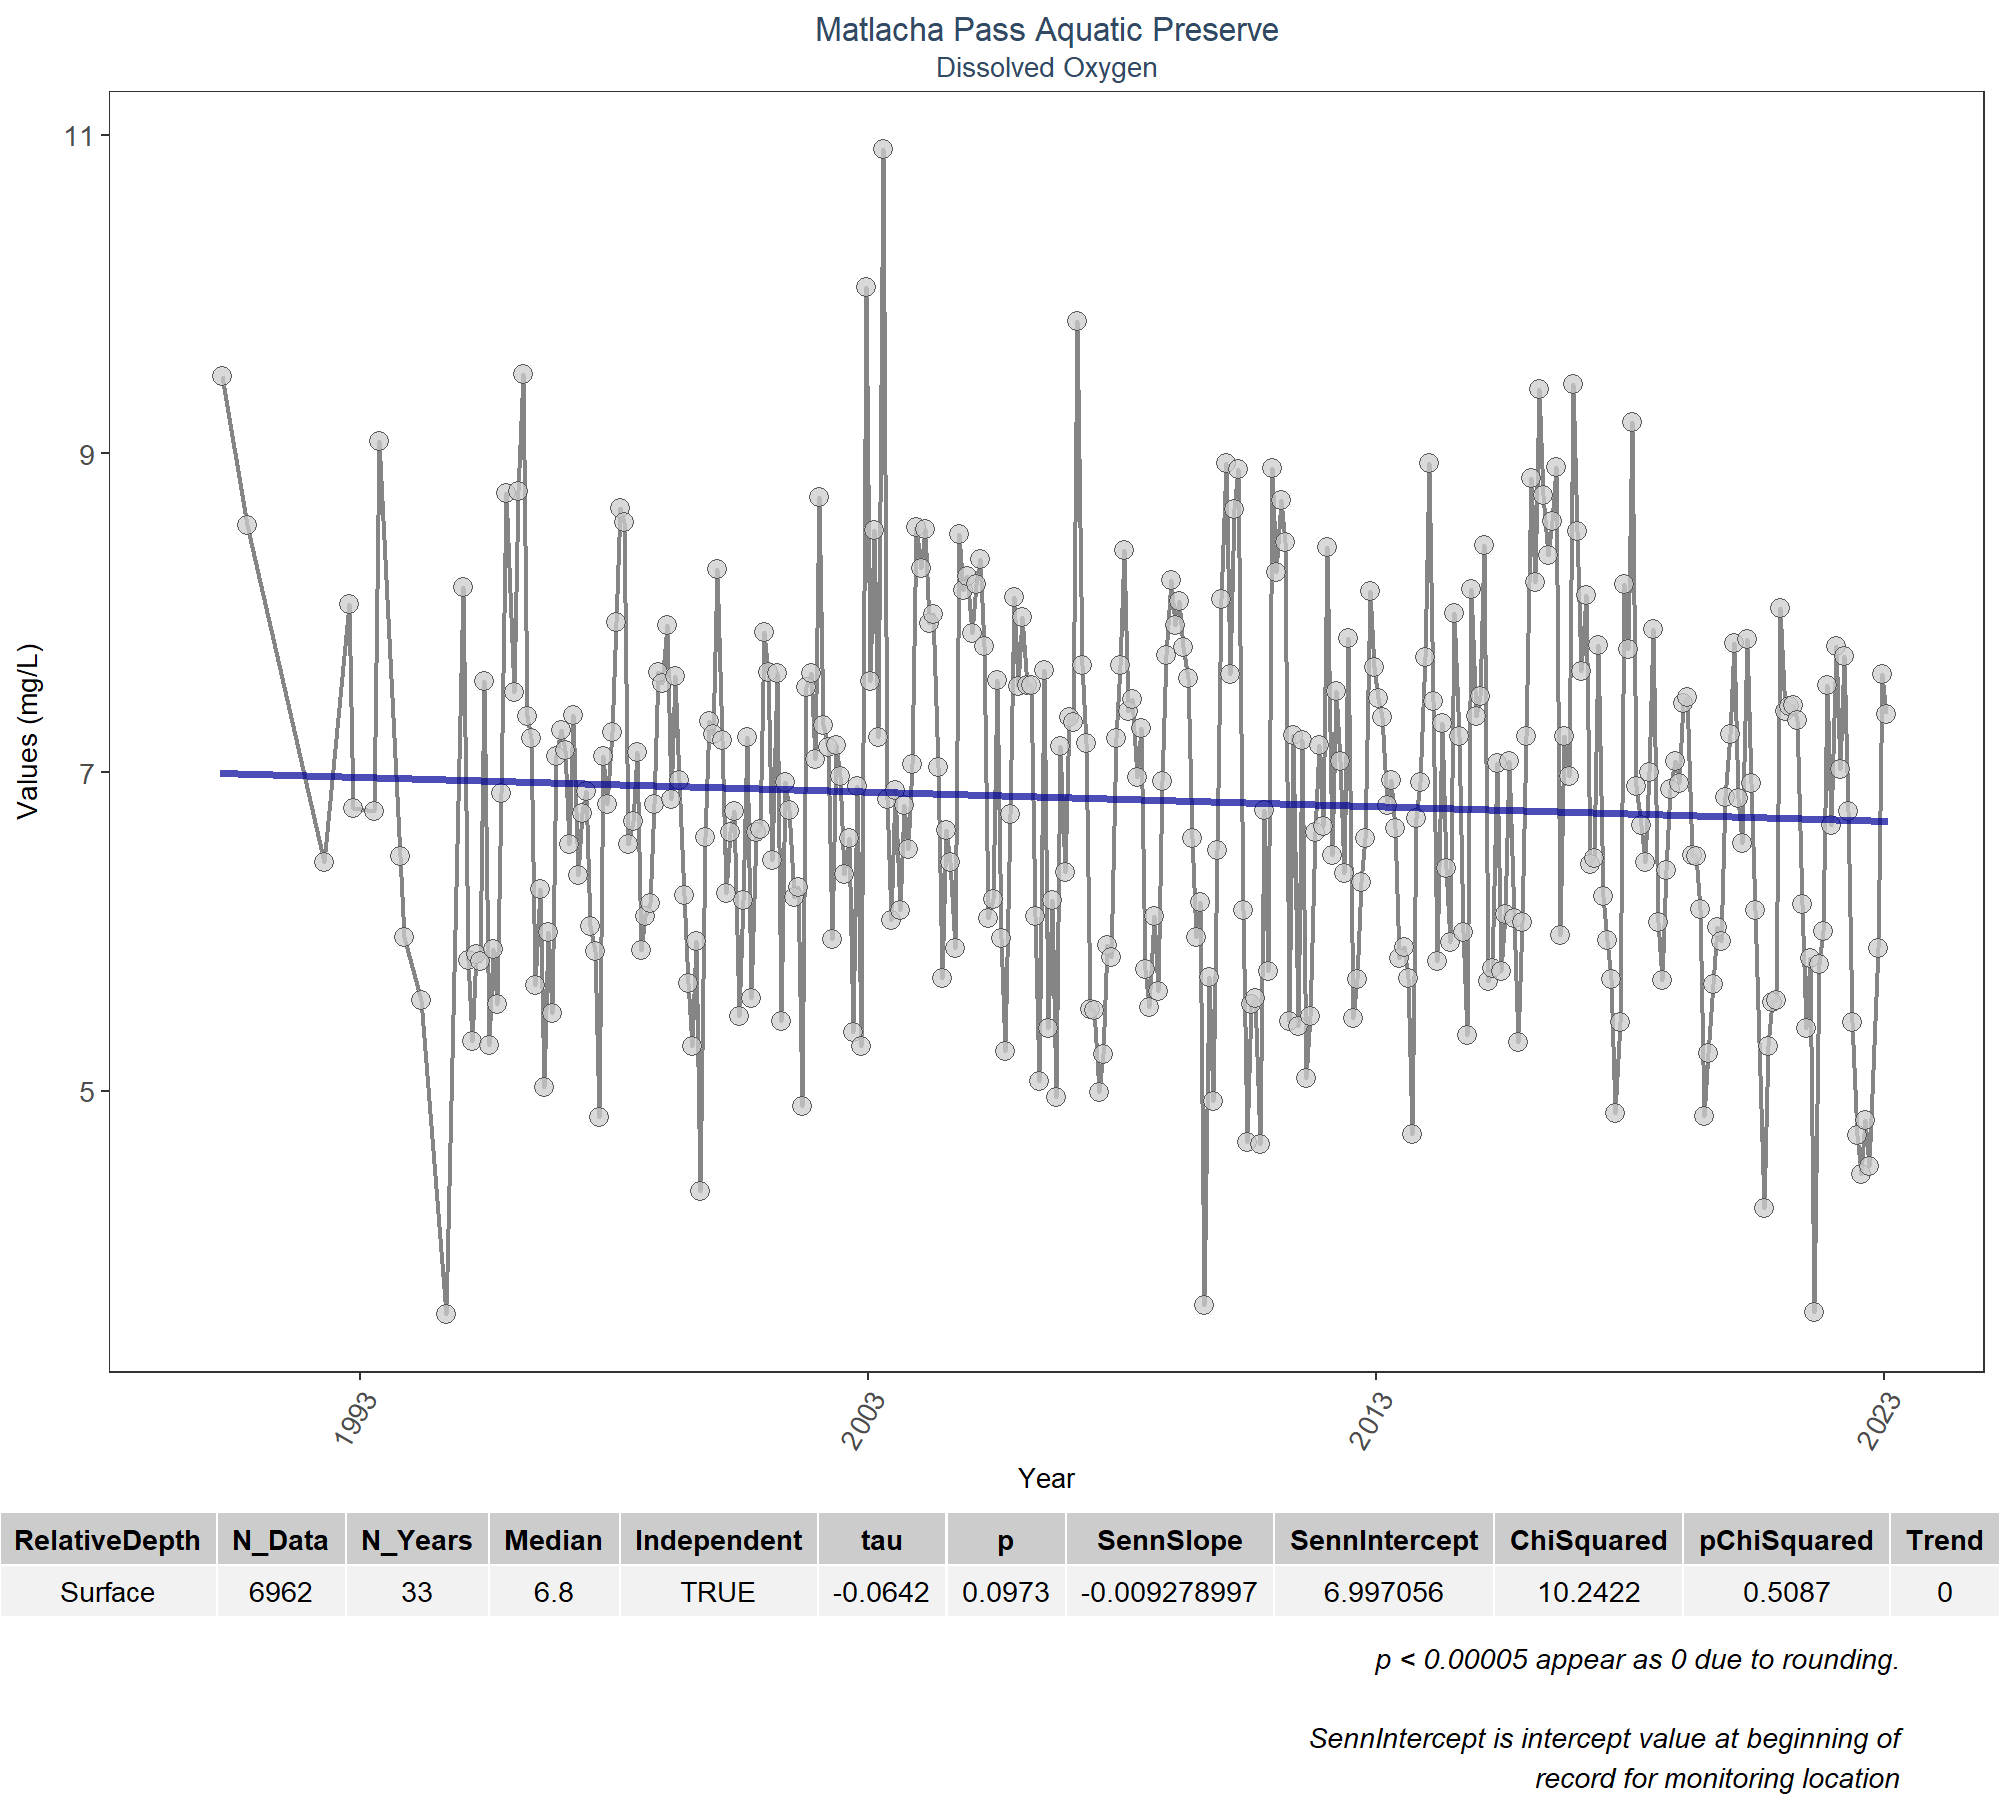 Matlacha Pass Aquatic Preserve
Dissolved Oxygen
11
9
7
5
Values (mg/L)
1993
2003
2013
2023
Year
RelativeDepth N_Data N_Years Median Independent tau p SennSlope SennIntercept ChiSquared pChiSquared Trend
Surface 6962 33 6.8 TRUE -0.0642 0.0973 -0.009278997 6.997056 10.2422 0.5087 0
p < 0.00005 appear as 0 due to rounding.
SennIntercept is intercept value at beginning of
record for monitoring location